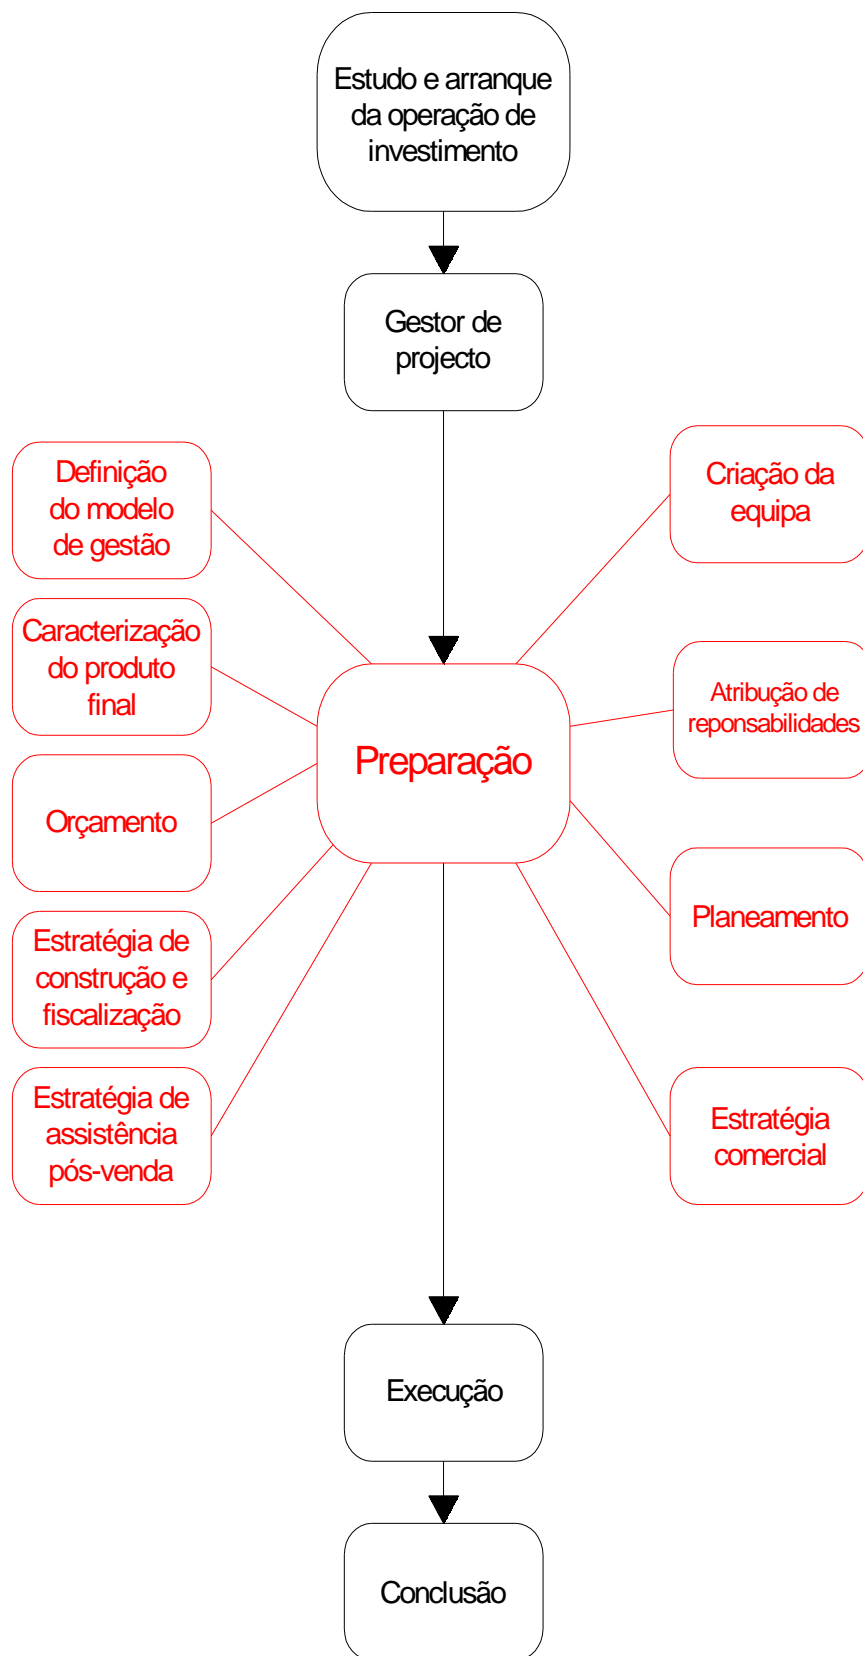 Estudo e arranque
da operação de
investimento
Gestor de
projecto
Definição
do modelo
de gestão
Criação da
equipa
Caracterização
do produto
final
Atribução de
reponsabilidades
Preparação
Orçamento
Planeamento
Estratégia de
construção e
fiscalização
Estratégia de
assistência
pós-venda
Estratégia
comercial
Execução
Conclusão